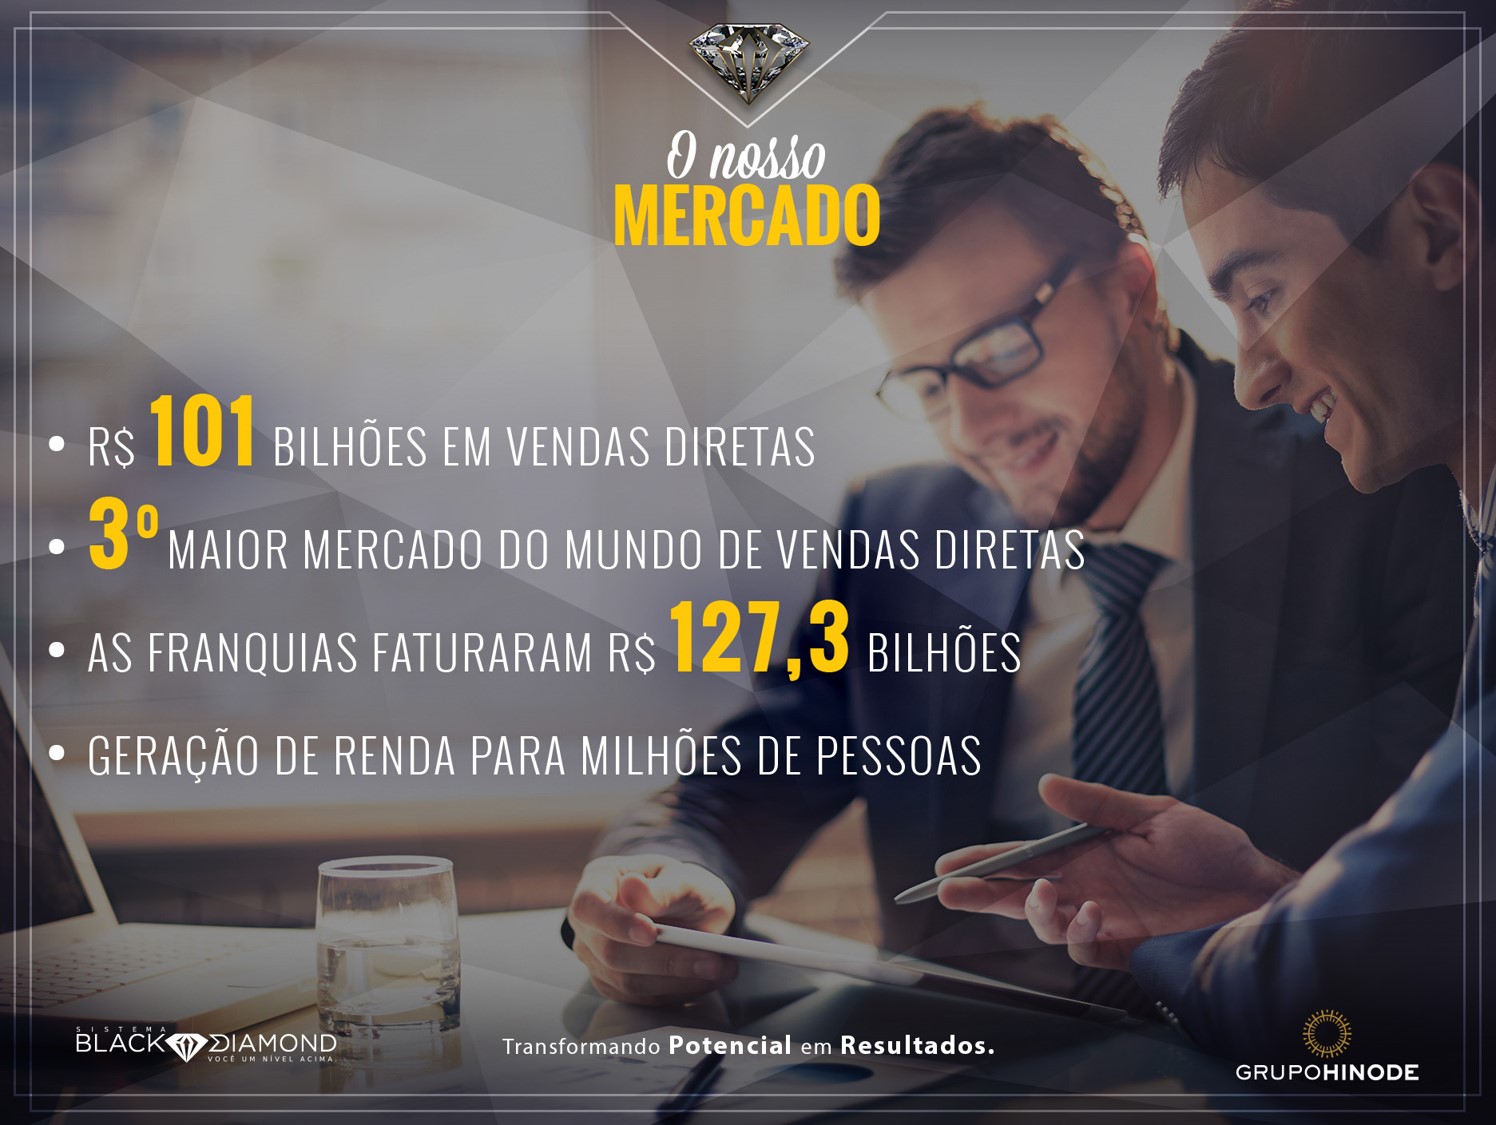 O nosso
MERCADO
• R$ 101 BILHÕES EM VENDAS DIRETAS
• 3º MAIOR MERCADO DO MUNDO DE VENDAS DIRETAS
• AS FRANQUIAS FATURARAM R$ 127,3 BILHÕES
• GERAÇÃO DE RENDA PARA MILHÕES DE PESSOAS
SISTEMA
BLACK DIAMOND
VOCÊ UM NÍVEL ACIMA.
Transformando Potencial em Resultados.
GRUPOHINODE